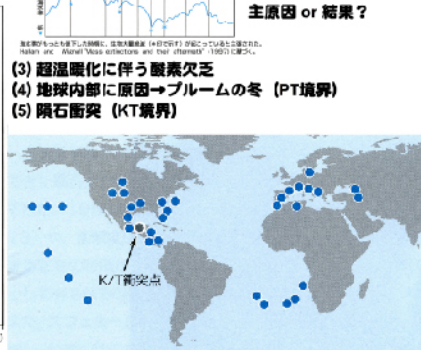 主原因 or 結果？
(3) 超温暖化に伴う酸素欠乏
(4) 地球内部に原因→プルームの冬（PT境界）
(5) 隕石衝突（KT境界）
K/T衝突点